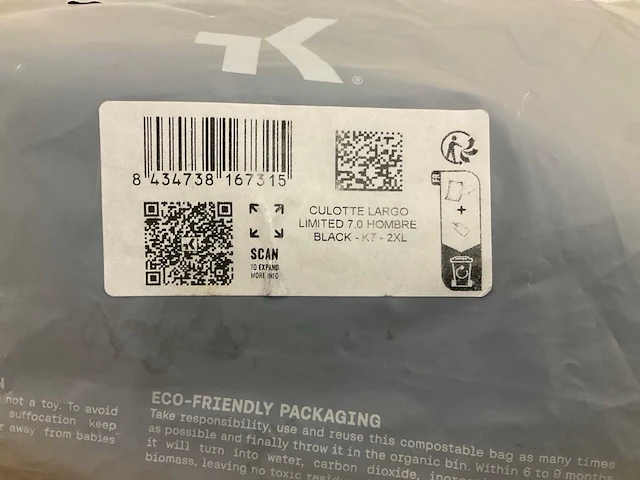 ®
8 434738 167315
CULOTTE LARGO
LIMITED 7.0 HOMBRE
BLACK - K7 - 2XL
FR
+
SCAN
TO EXPAND
MORE INFO
N
not a toy. To avoid
suffocation keep
away from babies
ECO-FRIENDLY PACKAGING
Take responsibility, use and reuse this compostable bag as many times
as possible and finally throw it in the organic bin. Within 6 to 9 months
it will turn into water, carbon dioxide,
biomass, leaving no toxic